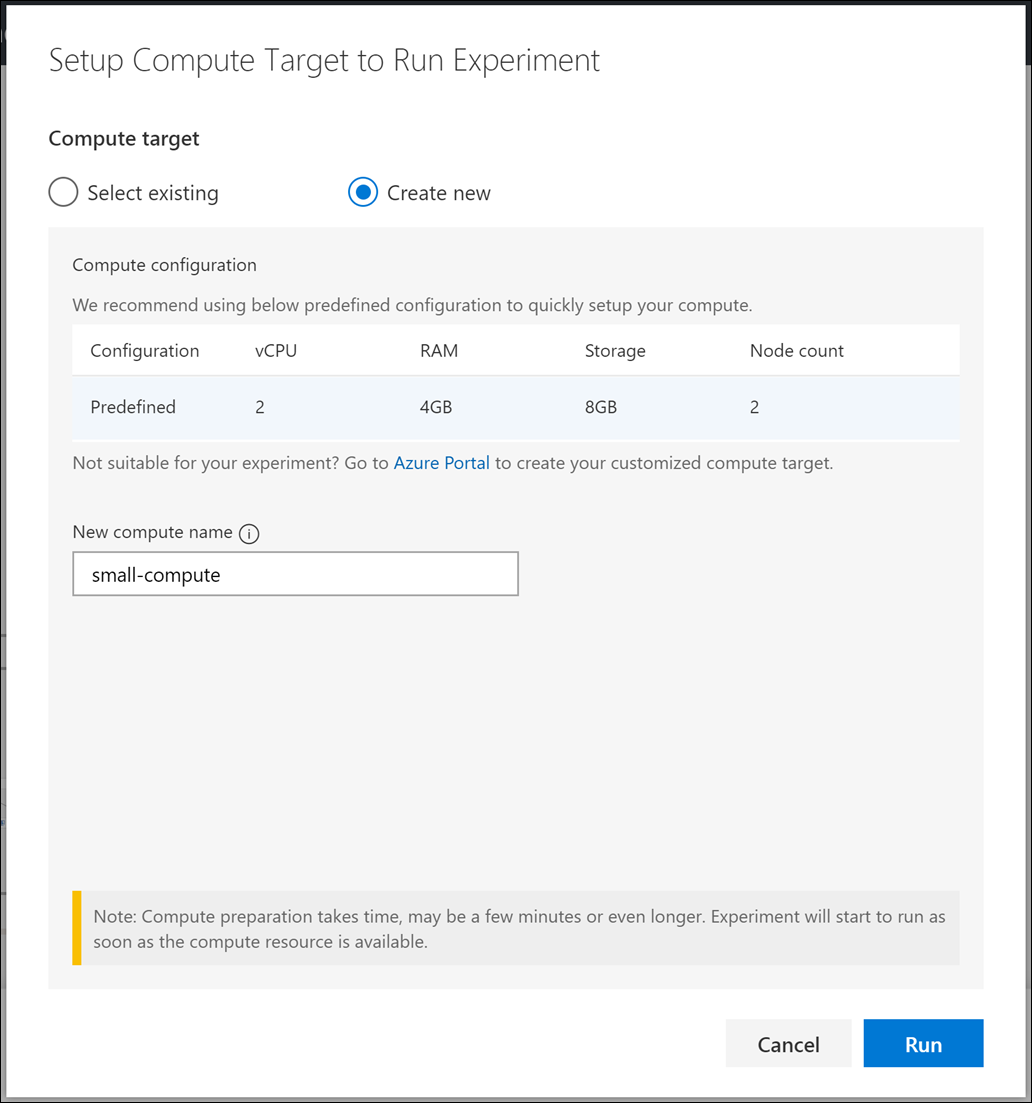 Setup Compute Target to Run Experiment
Compute target
Select existing
Create new
Compute configuration
We recommend using below predefined configuration to quickly setup your compute.
Configuration vCPU RAM Storage Node count
Predefined 2 4GB 8GB 2
Not suitable for your experiment? Go to Azure Portal to create your customized compute target.
New compute name
small-compute
Note: Compute preparation takes time, may be a few minutes or even longer. Experiment will start to run as
soon as the compute resource is available.
Cancel
Run